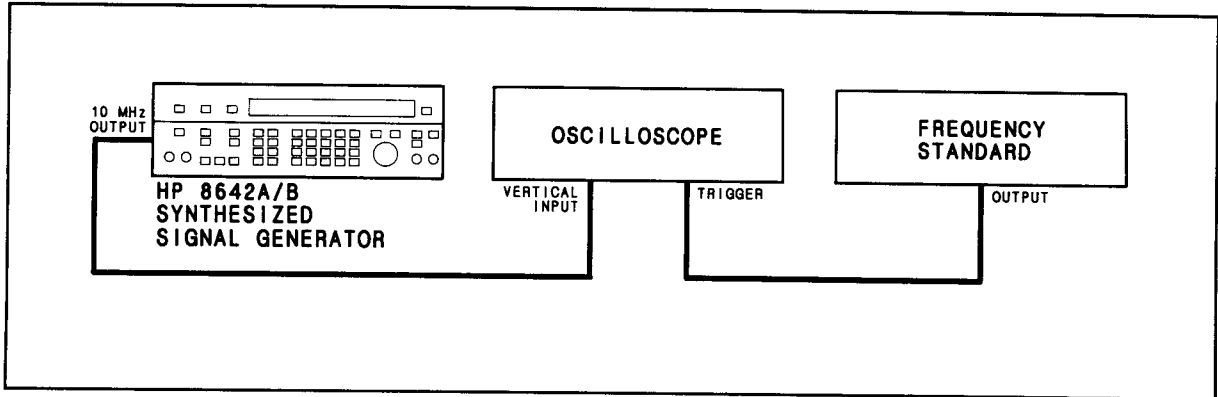 10 MHz
OUTPUT
HP 8642A/B
SYNTHESIZED
SIGNAL GENERATOR
OSCILLOSCOPE
VERTICAL
INPUT
TRIGGER
FREQUENCY
STANDARD
OUTPUT